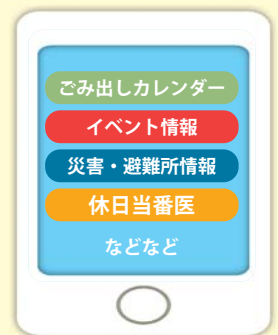 ごみ出しカレンダー
イベント情報
災害・避難所情報
休日当番医
などなど